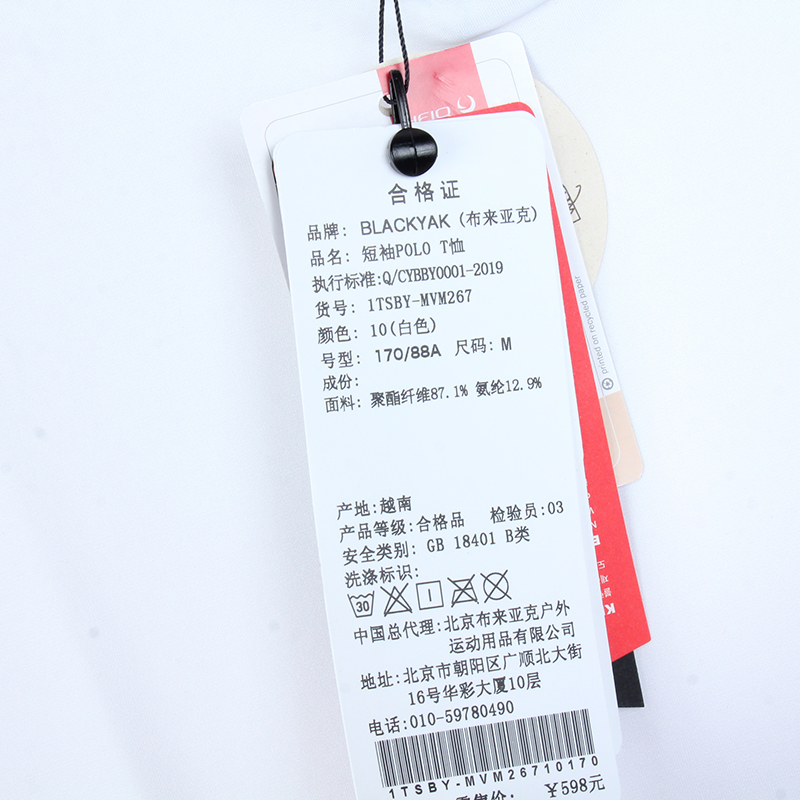 合格证
品牌: BLACKYAK (布来亚克)
品名: 短袖POLO T恤
执行标准:Q/CYBBY0001-2019
货号: 1TSBY-MVM267
颜色: 10(白色)
号型: 170/88A 尺码: M
成份:
面料: 聚酯纤维87.1% 氨纶12.9%
产地:越南
产品等级:合格品 检验员:03
安全类别: GB 18401 B类
洗涤标识:
30
中国总代理:北京布来亚克户外
运动用品有限公司
地址:北京市朝阳区广顺北大街
16号华彩大厦10层
电话:010-59780490
1TSBY-MVM26710170
零售价: ¥598元
printed on recycled paper